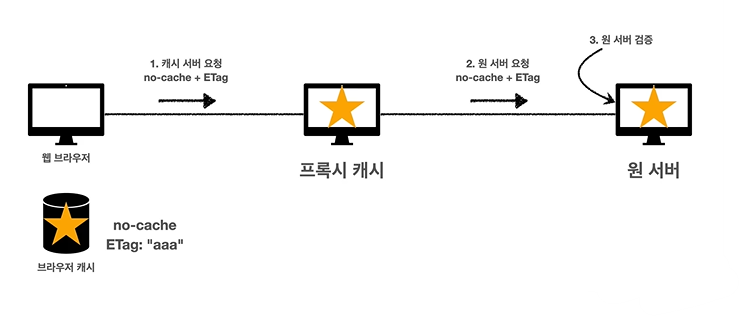 1. 캐시 서버 요청
no-cache + ETag
2. 원 서버 요청
no-cache + ETag
3. 원 서버 검증
웹 브라우저
프록시 캐시
원 서버
no-cache
ETag: "aaa"
브라우저 캐시